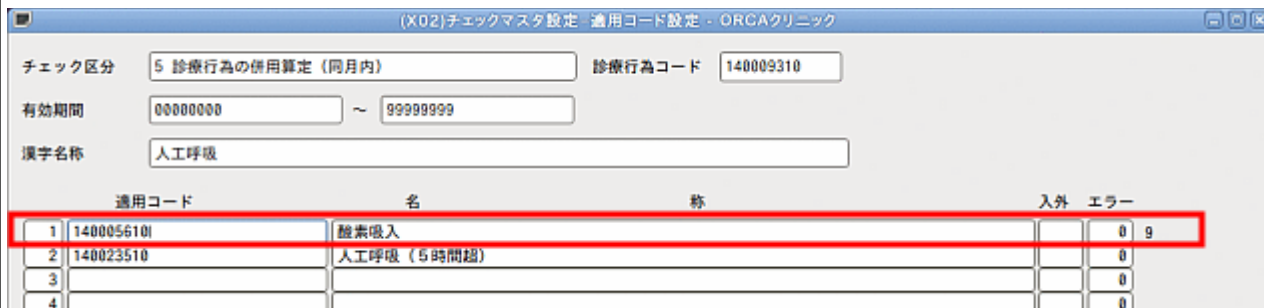 (X02)チェックマスタ設定-適用コード設定 - ORCAクリニック
チェック区分 5 診療行為の併用算定(同月内) 診療行為コード 140009310
有効期間 00000000 ～ 99999999
漢字名称 人工呼吸
適用コード 名 称 入外 エラー
1 140005610 酸素吸入 0 9
2 140023510 人工呼吸(5時間超) 0
3 0
4 0